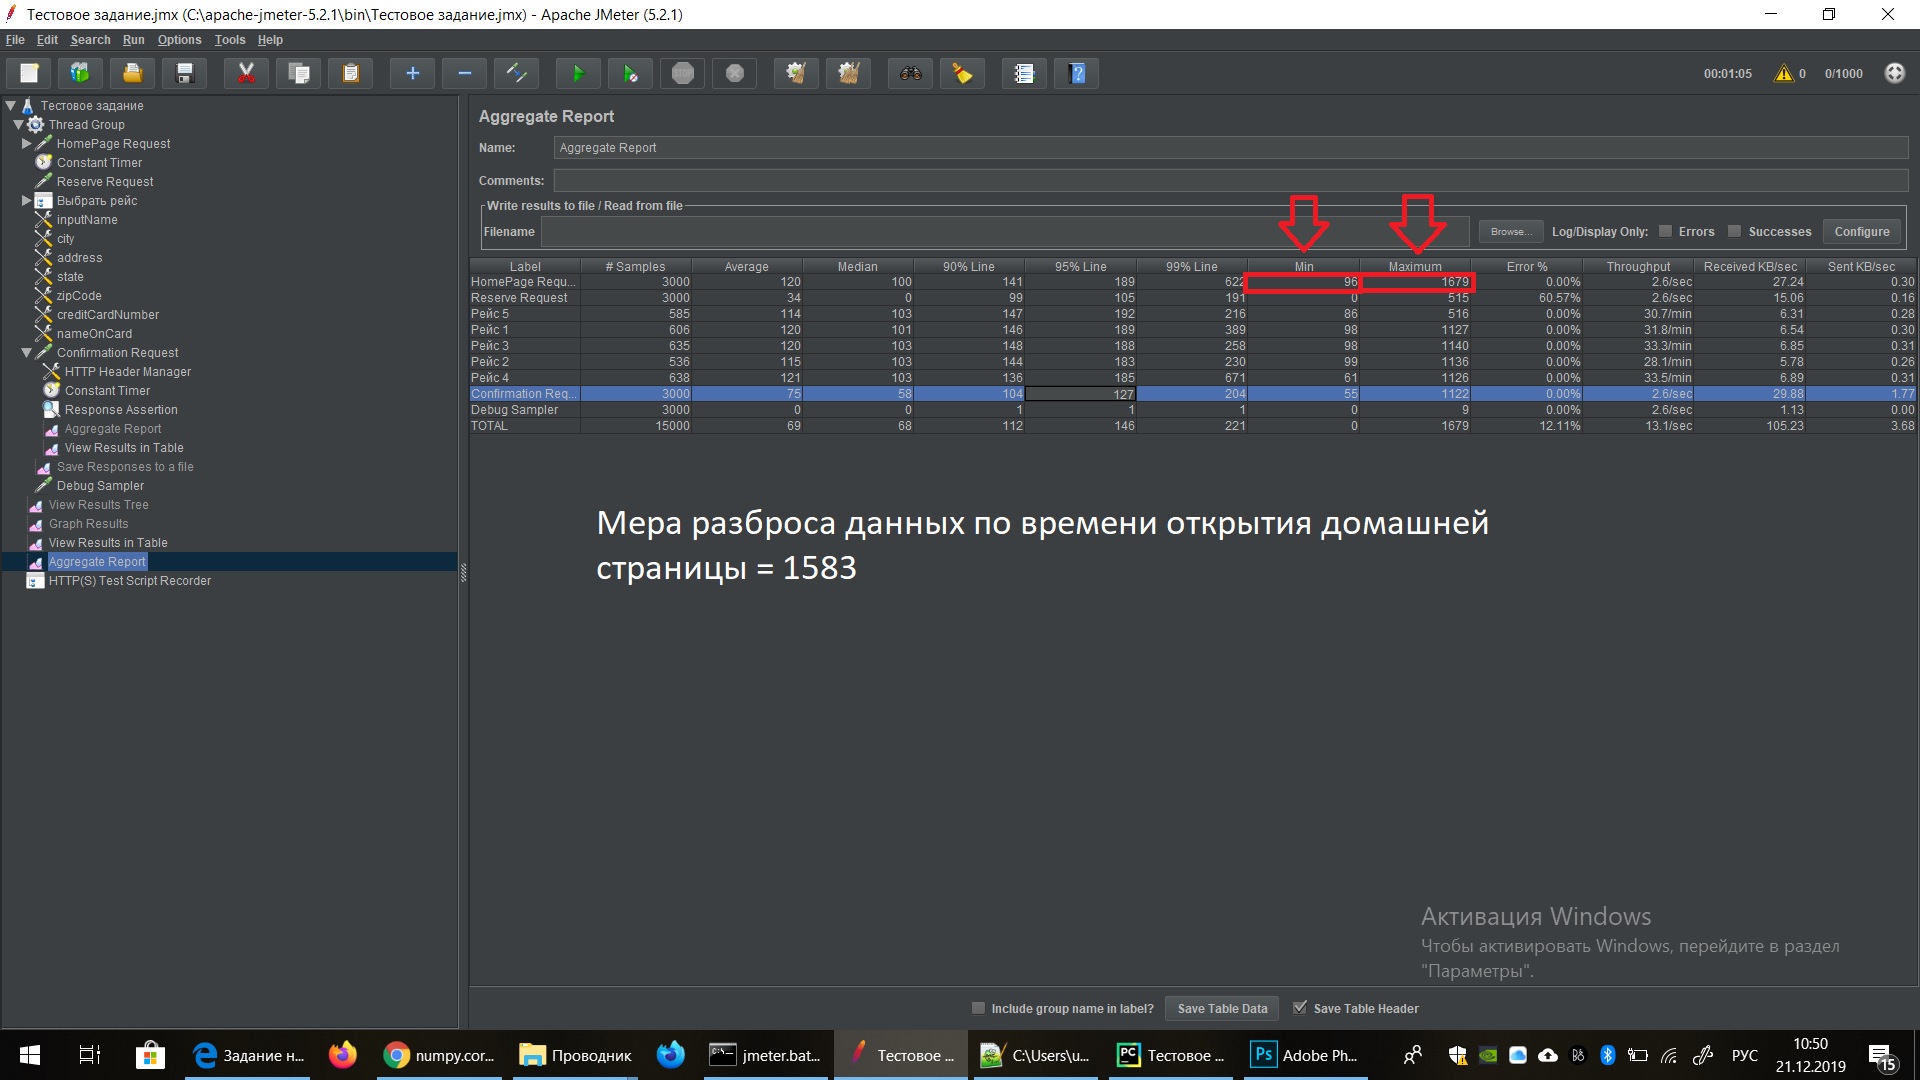 Тестовое задание.jmx (C:\apache-jmeter-5.2.1\bin\Тестовое задание.jmx) - Apache JMeter (5.2.1)
File Edit Search Run Options Tools Help
00:01:05 0 0/1000
Тестовое задание
Thread Group
HomePage Request
Constant Timer
Reserve Request
Выбрать рейс
inputName
city
address
state
zipCode
creditCardNumber
nameOnCard
Confirmation Request
HTTP Header Manager
Constant Timer
Response Assertion
Aggregate Report
View Results in Table
Save Responses to a file
Debug Sampler
View Results Tree
Graph Results
View Results in Table
Aggregate Report
HTTP(S) Test Script Recorder
Aggregate Report
Name: Aggregate Report
Comments:
Write results to file / Read from file
Filename Browse... Log/Display Only: Errors Successes Configure
Label # Samples Average Median 90% Line 95% Line 99% Line Min Maximum Error % Throughput Received KB/sec Sent KB/sec
HomePage Requ... 3000 120 100 141 189 622 96 1679 0.00% 2.6/sec 27.24 0.30
Reserve Request 3000 34 0 99 105 191 0 515 60.57% 2.6/sec 15.06 0.16
Рейс 5 585 114 103 147 192 216 86 516 0.00% 30.7/min 6.31 0.28
Рейс 1 606 120 101 146 189 389 98 1127 0.00% 31.8/min 6.54 0.30
Рейс 3 635 120 103 148 188 258 98 1140 0.00% 33.3/min 6.85 0.31
Рейс 2 536 115 103 144 183 230 99 1136 0.00% 28.1/min 5.78 0.26
Рейс 4 638 121 103 136 185 671 61 1126 0.00% 33.5/min 6.89 0.31
Confirmation Req... 3000 75 58 104 127 204 55 1122 0.00% 2.6/sec 29.88 1.77
Debug Sampler 3000 0 0 1 1 1 0 9 0.00% 2.6/sec 1.13 0.00
TOTAL 15000 69 68 112 146 221 0 1679 12.11% 13.1/sec 105.23 3.68
Мера разброса данных по времени открытия домашней
страницы = 1583
Активация Windows
Чтобы активировать Windows, перейдите в раздел
"Параметры".
Include group name in label? Save Table Data Save Table Header
Задание н... numpy.cor... Проводник jmeter.bat... Тестовое ... C:\Users\u... Тестовое ... Adobe Ph... РУС 10:50
21.12.2019 15